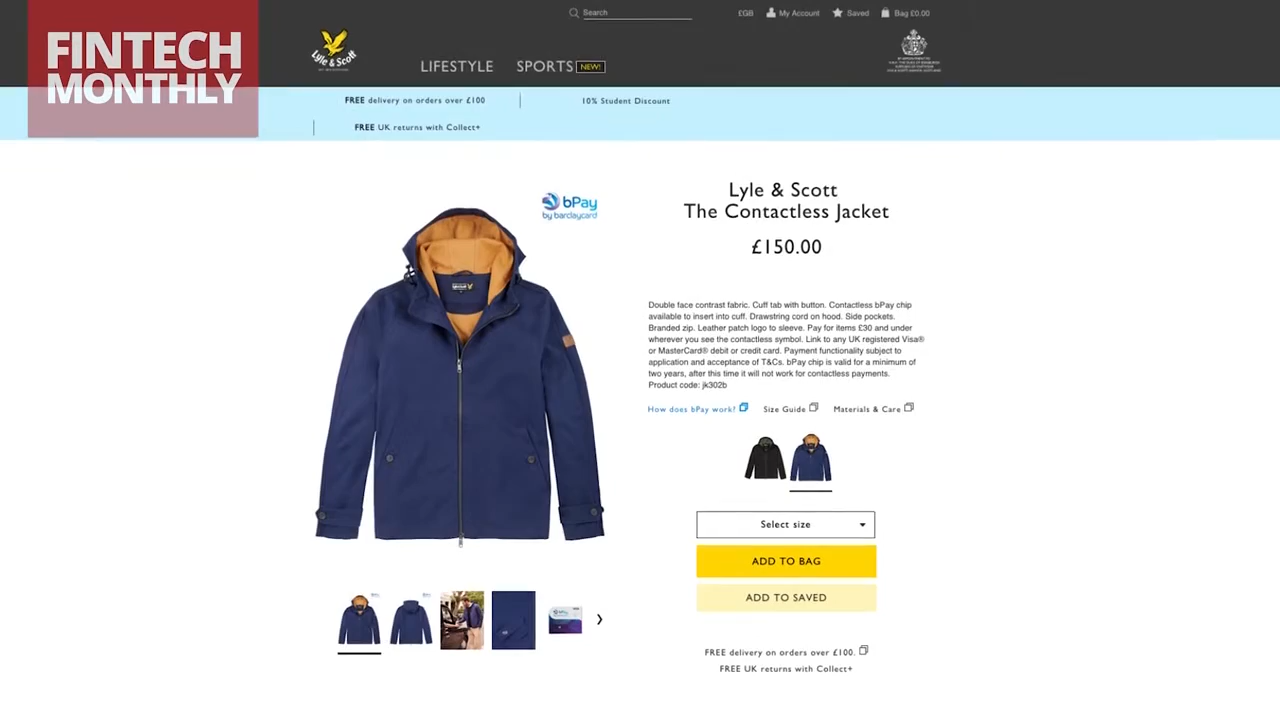 FINTECH
MONTHLY
Search
£GB
My Account
Saved
Bag £0.00
Lyle & Scott
LIFESTYLE
SPORTS NEW!
FREE delivery on orders over £100
10% Student Discount
FREE UK returns with Collect+
bPay
by barclaycard
Lyle & Scott
The Contactless Jacket
£150.00
Double face contrast fabric. Cuff tab with button. Contactless bPay chip
available to insert into cuff. Drawstring cord on hood. Side pockets.
Branded zip. Leather patch logo to sleeve. Pay for items £30 and under
wherever you see the contactless symbol. Link to any UK registered Visa®
or MasterCard® debit or credit card. Payment functionality subject to
application and acceptance of T&Cs. bPay chip is valid for a minimum of
two years, after this time it will not work for contactless payments.
Product code: jk302b
How does bPay work?
Size Guide
Materials & Care
Select size
ADD TO BAG
ADD TO SAVED
FREE delivery on orders over £100.
FREE UK returns with Collect+